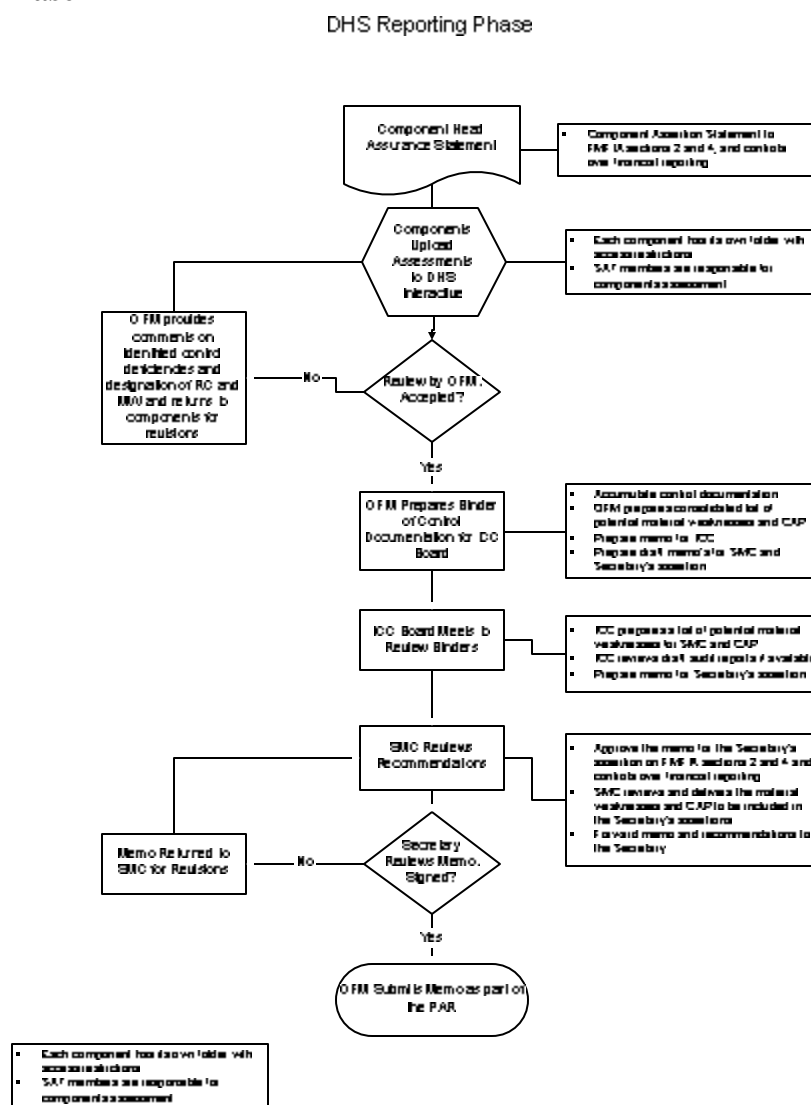 DHS Reporting Phase
Component Head
Assurance Statement
Component Assertion Statement to
FMFIA sections 2 and 4, and controls
over financial reporting
Components
Upload
Assessments
to DHS
Interactive
Each component has its own folder with
access restrictions
SAT members are responsible for
components assessment
OFM provides
comments on
identified control
deficiencies and
designation of RC and
MW and returns to
components for
revisions
No
Review by OFM.
Accepted?
Yes
OFM Prepares Binder
of Control
Documentation for ICC
Board
Accumulate control documentation
OFM prepares consolidated list of
potential material weaknesses and CAP
Prepare memo for ICC
Prepare draft memo's for SMC and
Secretary's assertion
ICC Board Meets to
Review Binders
ICC prepares a list of potential material
weaknesses for SMC and CAP
ICC reviews draft audit reports if available
Prepare memo for Secretary's assertion
SMC Reviews
Recommendations
Approve the memo for the Secretary's
assertion on FMFIA sections 2 and 4 and
controls over financial reporting
SMC reviews and the material
weaknesses and CAP to be included in
the Secretary's assertions
Forward memo and recommendations to
the Secretary
Memo Returned to
SMC for Revisions
No
Secretary
Reviews Memo.
Signed?
Yes
OFM Submits Memo as part of
the PAR
Each component has its own folder with
access restrictions
SAT members are responsible for
components assessment